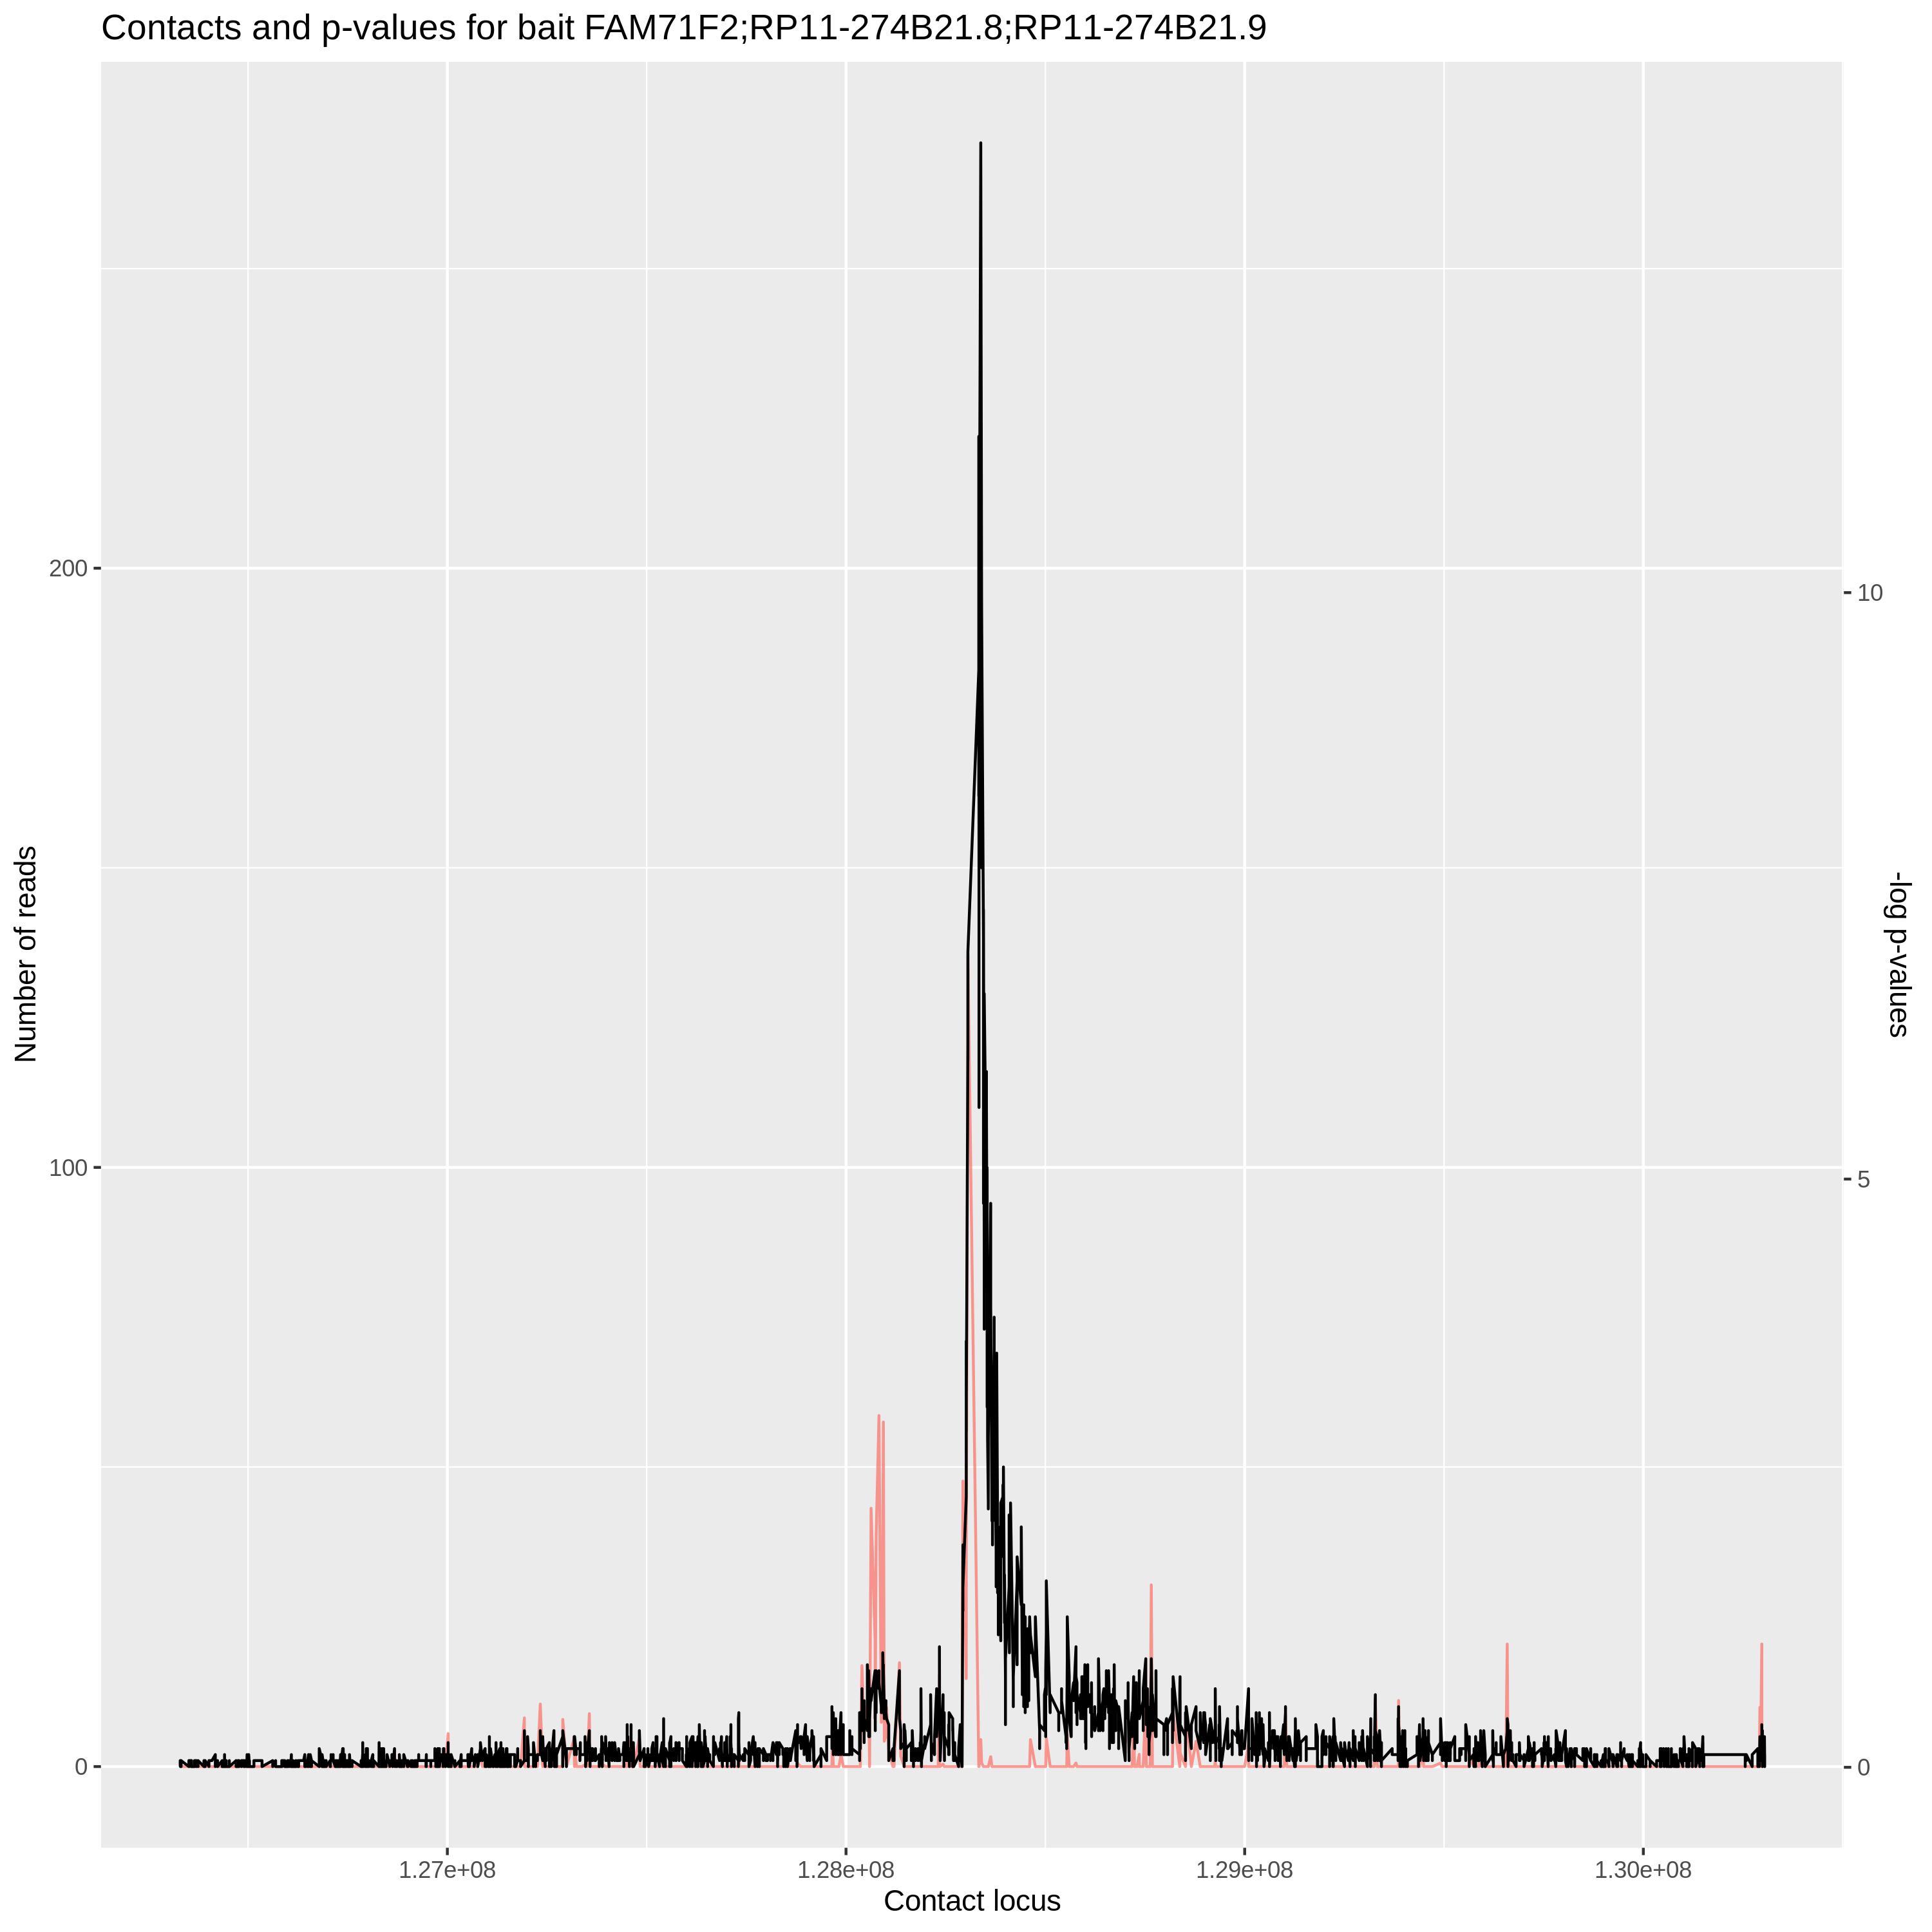 Contacts and p-values for bait FAM71F2;RP11-274B21.8;RP11-274B21.9
Number of reads
200
100
0
10
5
0
-log p-values
1.27e+08
1.28e+08
1.29e+08
1.30e+08
Contact locus